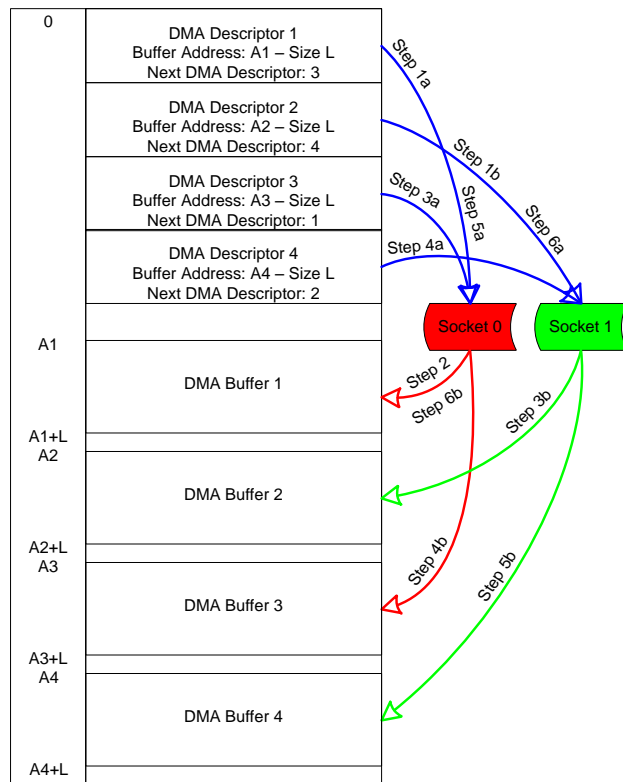 0
DMA Descriptor 1
Buffer Address: A1 – Size L
Next DMA Descriptor: 3
DMA Descriptor 2
Buffer Address: A2 – Size L
Next DMA Descriptor: 4
DMA Descriptor 3
Buffer Address: A3 – Size L
Next DMA Descriptor: 1
DMA Descriptor 4
Buffer Address: A4 – Size L
Next DMA Descriptor: 2
Step 1a
Step 1b
Step 3a
Step 5a
Step 6a
Step 4a
Socket 0
Socket 1
A1
DMA Buffer 1
Step 2
Step 6b
Step 3b
A1+L
A2
DMA Buffer 2
A2+L
A3
Step 4b
Step 5b
DMA Buffer 3
A3+L
A4
DMA Buffer 4
A4+L